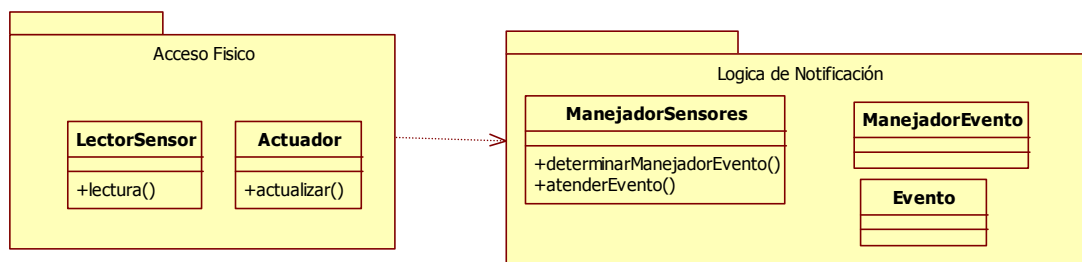 Acceso Fisico
LectorSensor
+lectura()
Actuador
+actualizar()
Logica de Notificación
ManejadorSensores
+determinarManejadorEvento()
+atenderEvento()
ManejadorEvento
Evento